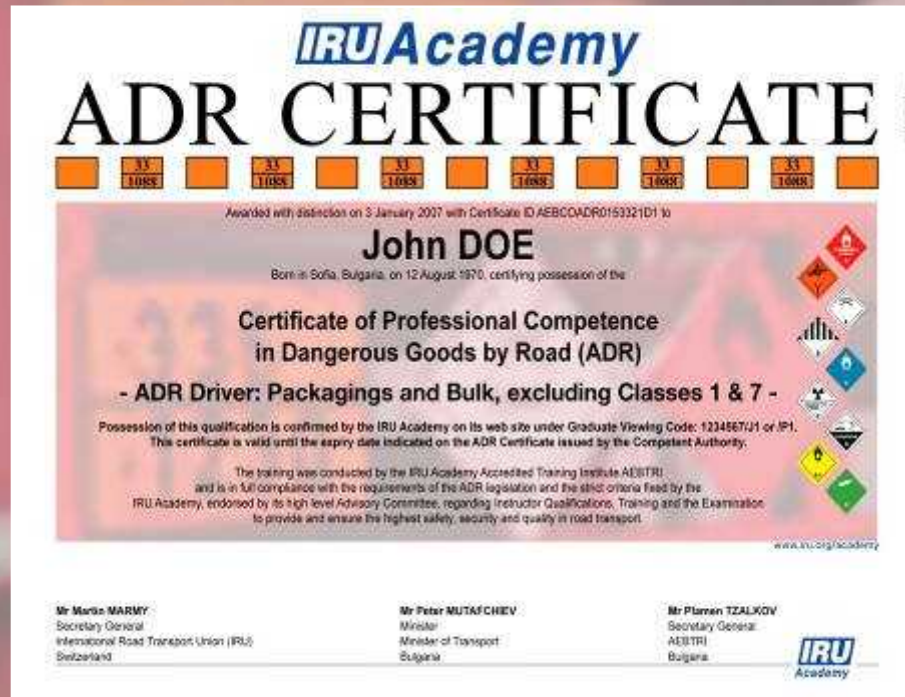 IRU Academy
ADR CERTIFICATE
33 33 33 33 33
1088 1088 1088 1088 1088
Awarded with distinction on 3 January 2007 with Certificate ID AEBCOADR0153321D1 to
John DOE
Born in Sofia, Bulgaria, on 12 August 1970, certifying possession of the
Certificate of Professional Competence
in Dangerous Goods by Road (ADR)
- ADR Driver: Packagings and Bulk, excluding Classes 1 & 7 -
Possession of this qualification is confirmed by the IRU Academy on its web site under Graduate Viewing Code: 1234567/J1 or /P1.
This certificate is valid until the expiry date indicated on the ADR Certificate issued by the Competent Authority.
The training was conducted by the IRU Academy Accredited Training Institute AEBTRI
and is in full compliance with the requirements of the ADR legislation and the strict criteria fixed by the
IRU Academy, endorsed by its high level Advisory Committee, regarding Instructor Qualifications, Training and the Examination
to provide and ensure the highest safety, security and quality in road transport.
www.iru.org/academy
Mr Martin MARMY
Secretary General
International Road Transport Union (IRU)
Switzerland
Mr Peter MUTAFCHIEV
Minister
Minister of Transport
Bulgaria
Mr Plamen TZALKOV
Secretary General
AEBTRI
Bulgaria
IRU
Academy